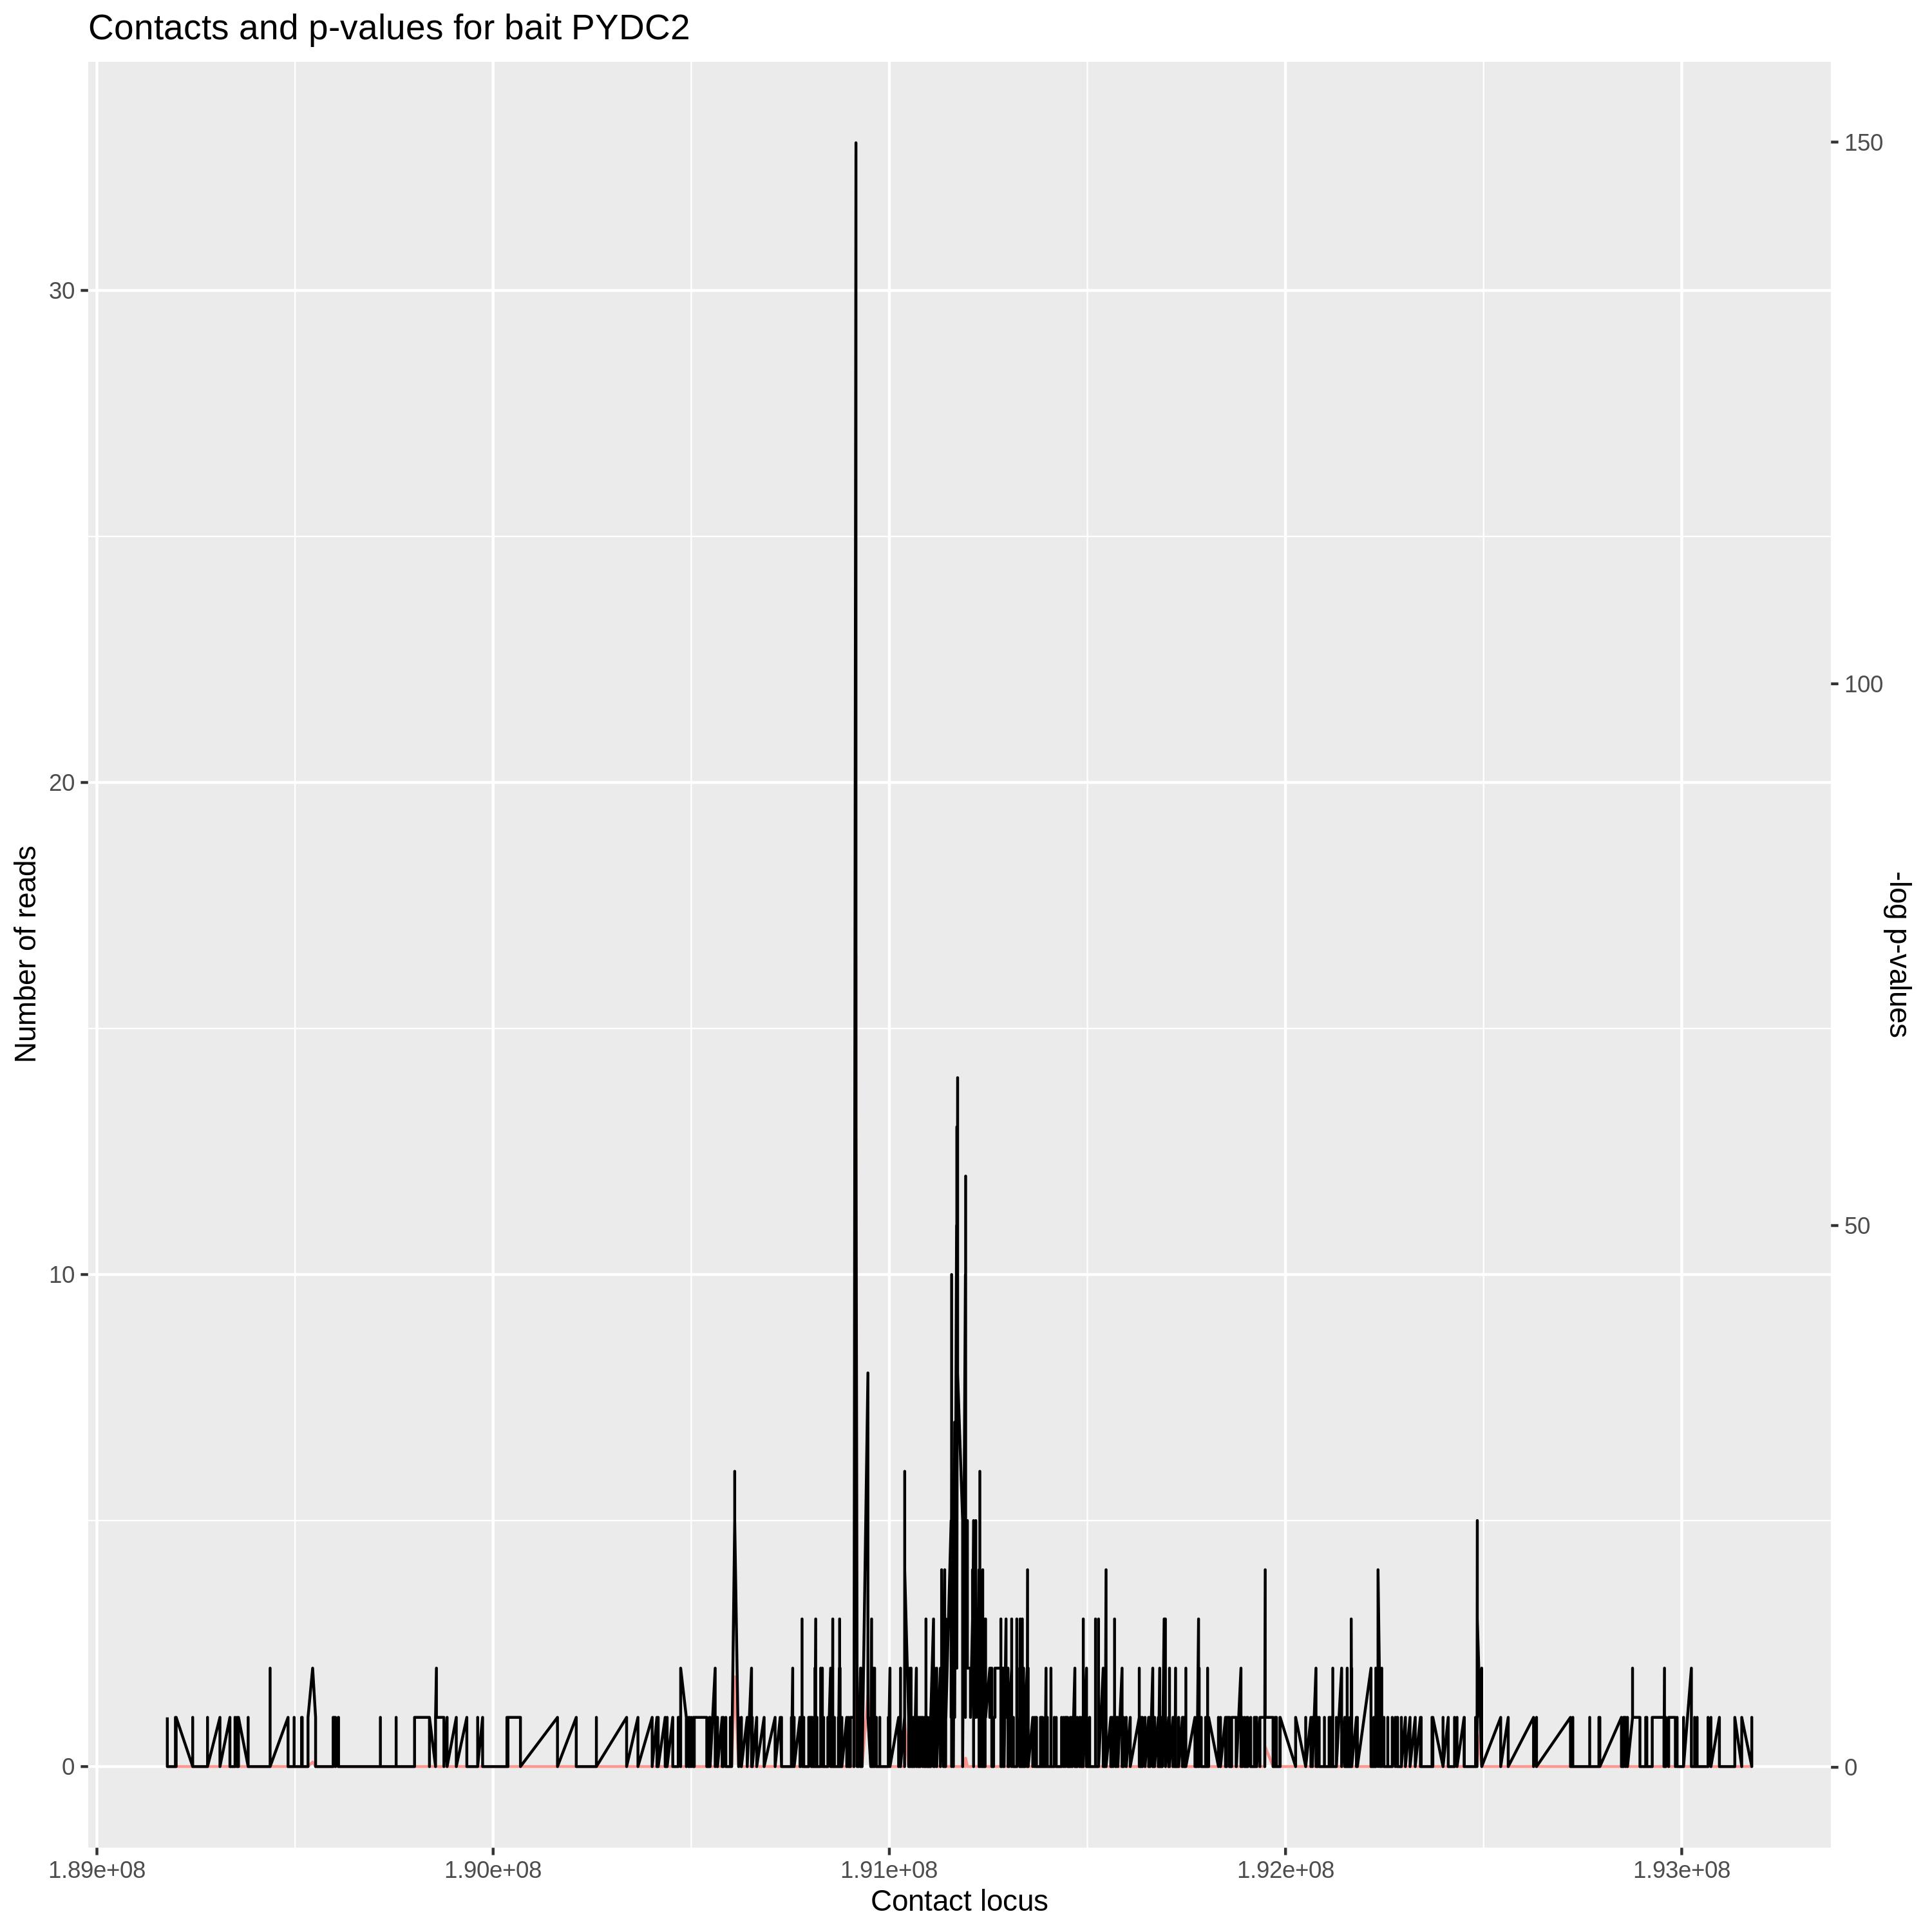 Contacts and p-values for bait PYDC2
150
30
100
20
Number of reads
-log p-values
50
10
0
0
1.89e+08
1.90e+08
1.91e+08
1.92e+08
1.93e+08
Contact locus